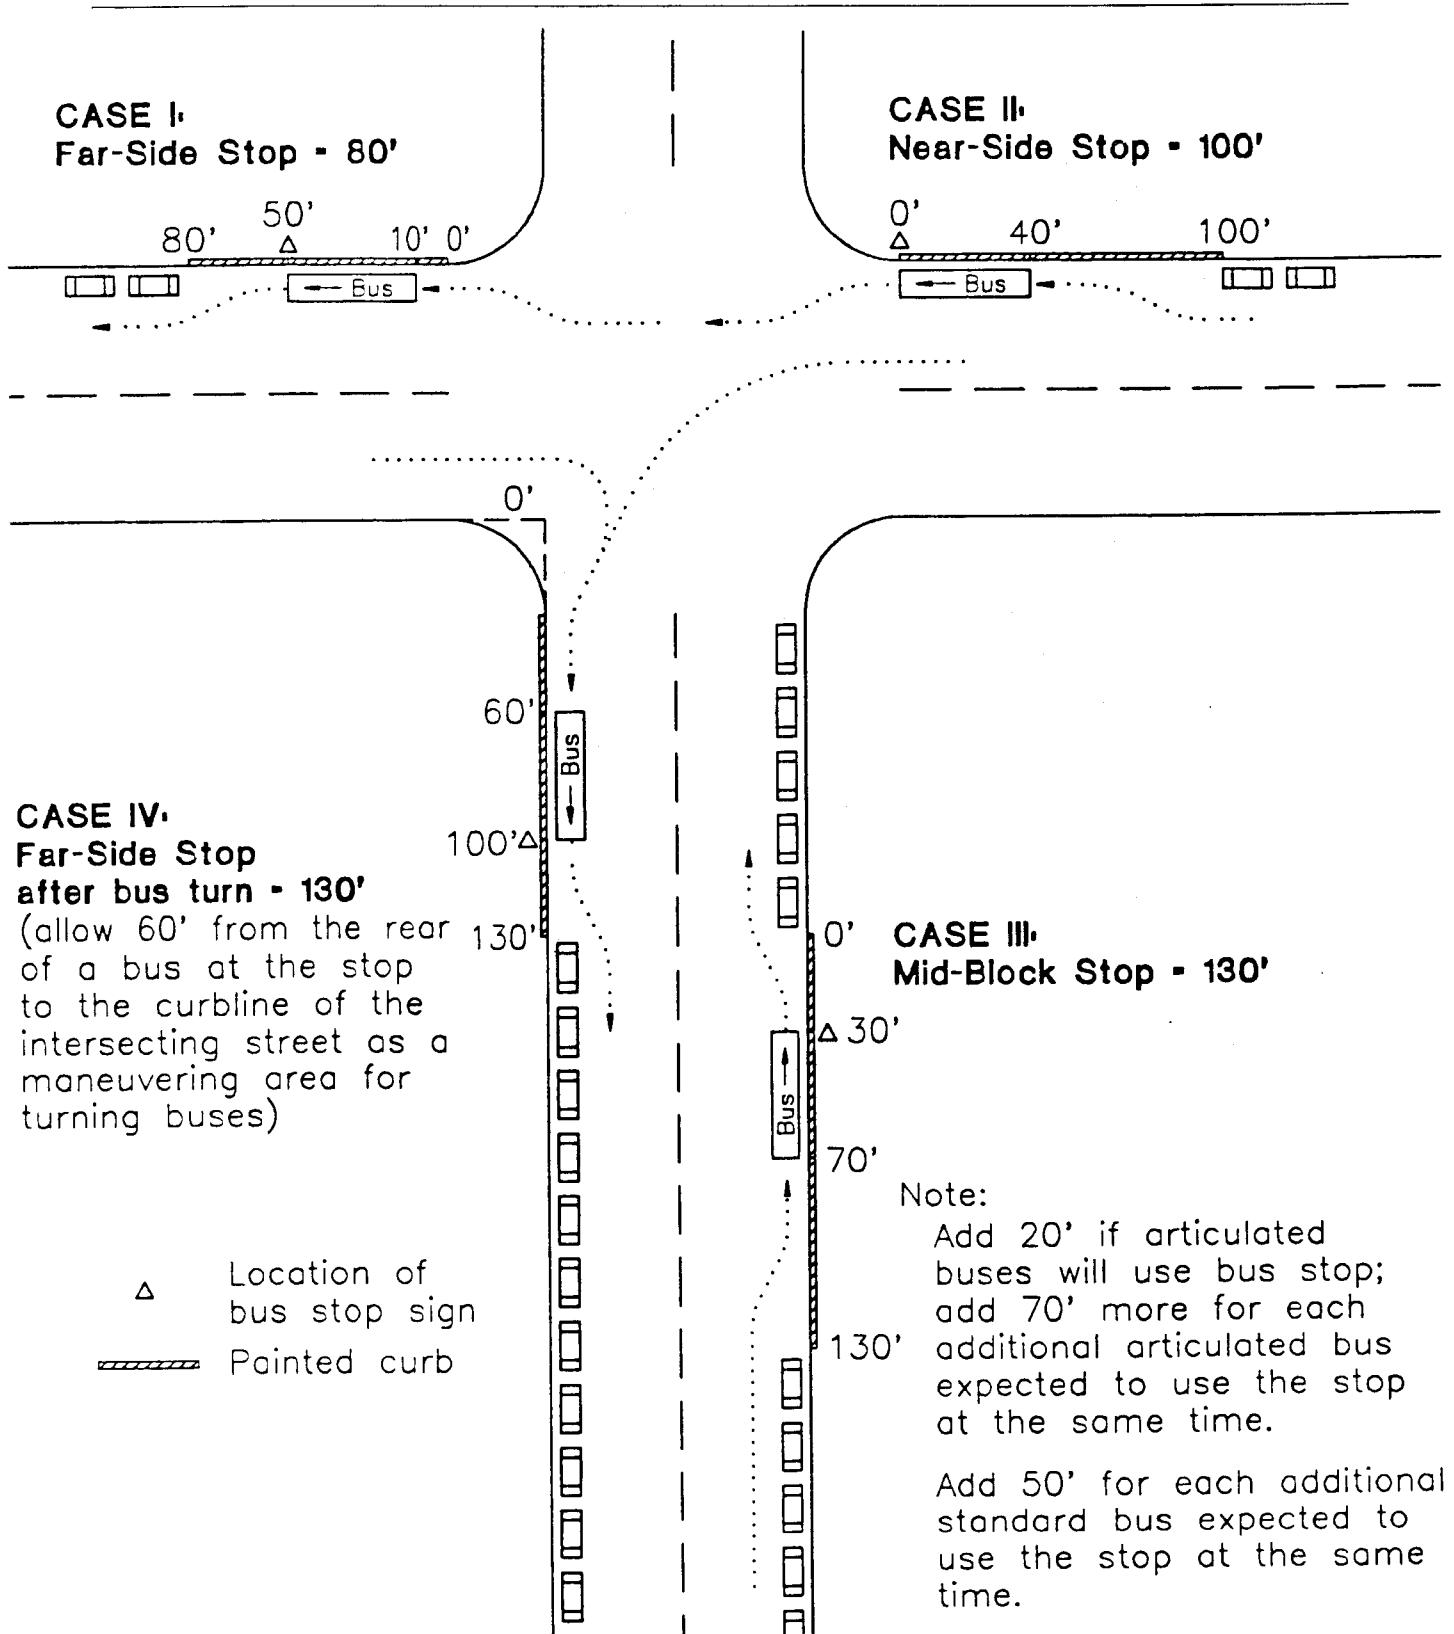 CASE I:
Far-Side Stop - 80'
CASE II:
Near-Side Stop - 100'
80'
50'
10'
0'
Bus
0'
40'
100'
Bus
0'
60'
Bus
100'
130'
CASE IV:
Far-Side Stop
after bus turn - 130'
(allow 60' from the rear
of a bus at the stop
to the curbline of the
intersecting street as a
maneuvering area for
turning buses)
0'
CASE III:
Mid-Block Stop - 130'
30'
Bus
70'
130'
Note:
Add 20' if articulated
buses will use bus stop;
add 70' more for each
additional articulated bus
expected to use the stop
at the same time.
Add 50' for each additional
standard bus expected to
use the stop at the same
time.
Location of
bus stop sign
Painted curb